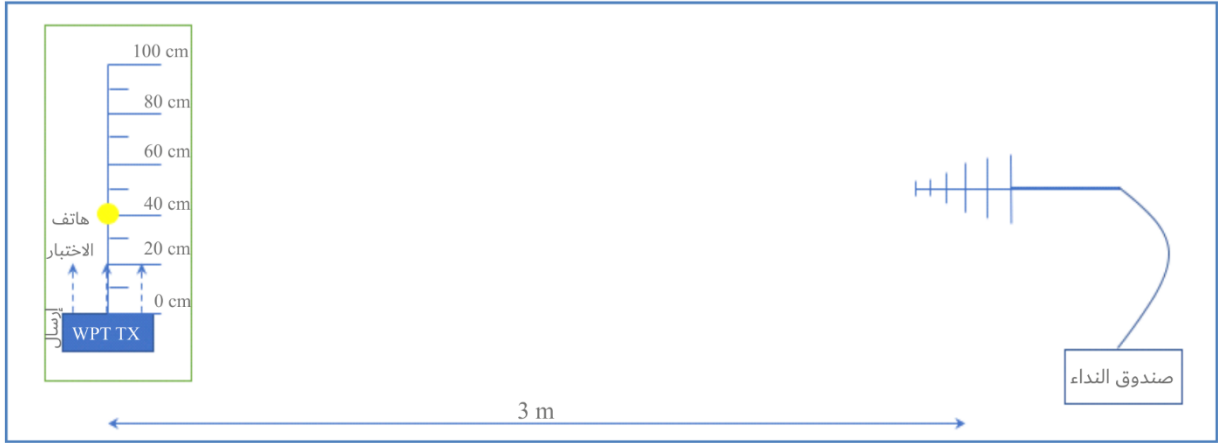 100 cm
80 cm
60 cm
40 cm
هاتف
الاختبار
20 cm
0 cm
إرسال
WPT TX
صندوق النداء
3 m